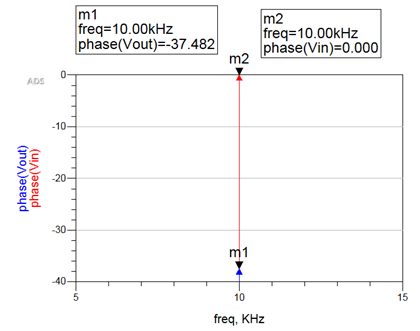 m1
freq=10.00kHz
phase(Vout)=-37.482
m2
freq=10.00kHz
phase(Vin)=0.000
m2
ADS
0
-10
-20
-30
-40
phase(Vout)
phase(Vin)
m1
5
10
15
freq, KHz